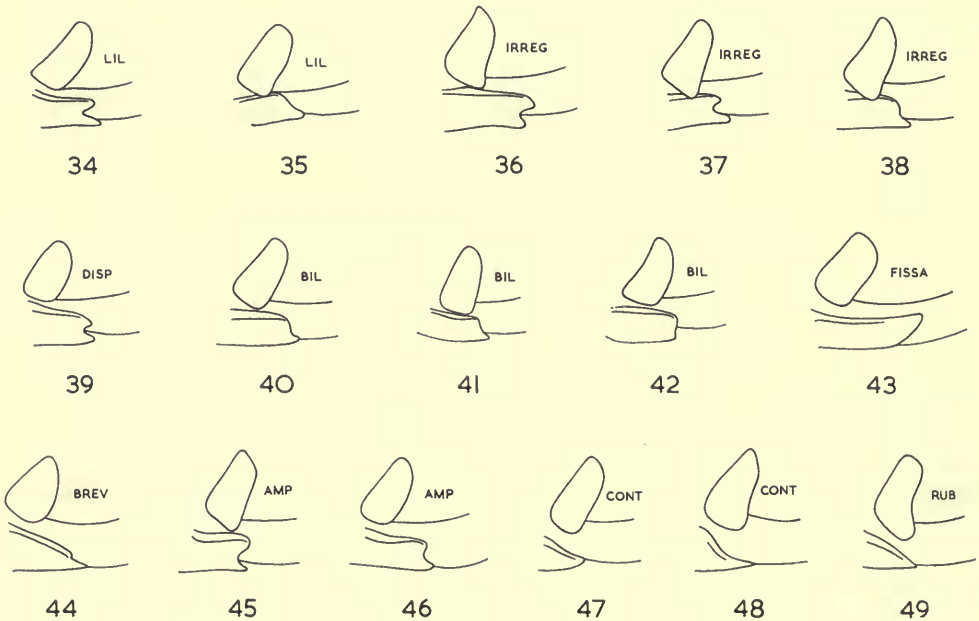 LIL LIL IRREG IRREG IRREG
34 35 36 37 38
DISP BIL BIL BIL FISSA
39 40 41 42 43
BREV AMP AMP CONT CONT RUB
44 45 46 47 48 49